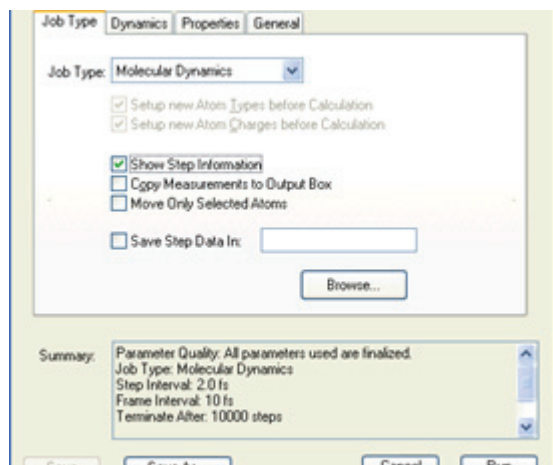 Job Type Dynamics Properties General
Job Type: Molecular Dynamics
Setup new Atom Types before Calculation
Setup new Atom Charges before Calculation
Show Step Information
Copy Measurements to Output Box
Move Only Selected Atoms
Save Step Data In:
Browse...
Summary: Parameter Quality: All parameters used are finalized.
Job Type: Molecular Dynamics
Step Interval: 2.0 fs
Frame Interval: 10 fs
Terminate After: 10000 steps
Save Save As... Cancel Run